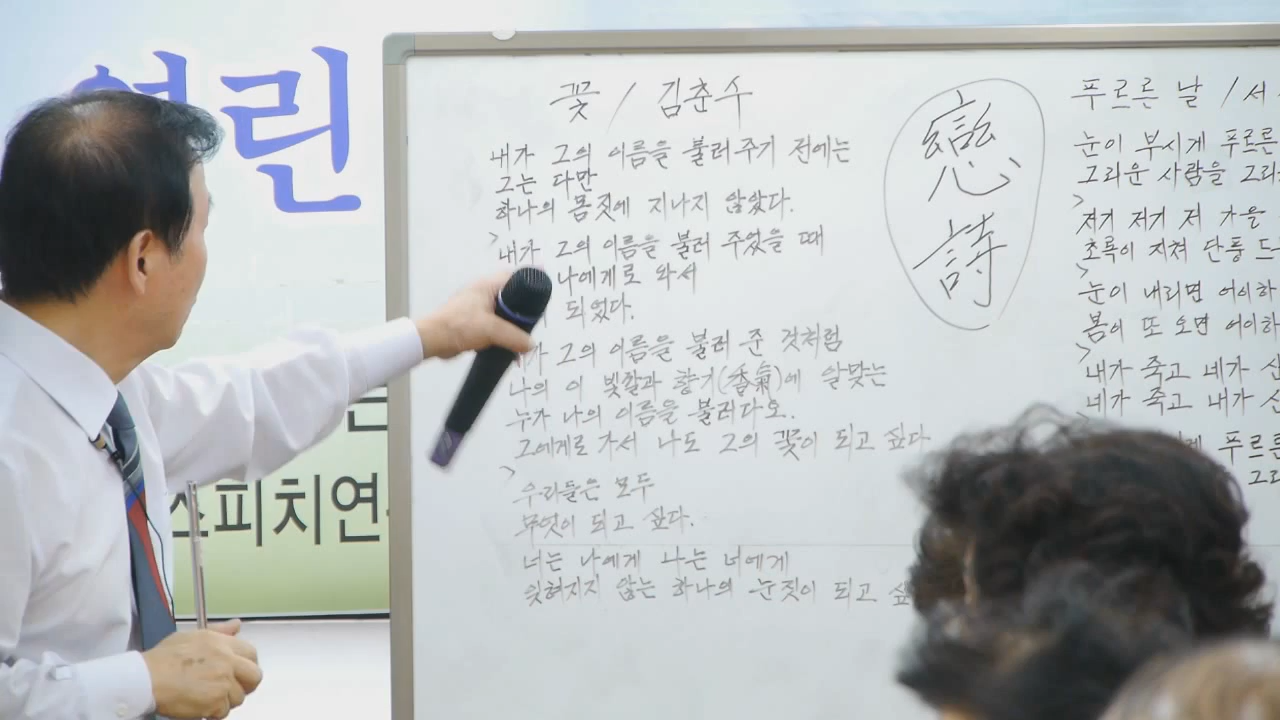 열린
스피치연
꽃 / 김춘수
내가 그의 이름을 불러주기 전에는
그는 다만
하나의 몸짓에 지나지 않았다.
내가 그의 이름을 불러 주었을 때
나에게로 와서
되었다.
그의 이름을 불러 준 것처럼
나의 이 빛깔과 향기(香氣)에 알맞는
누가 나의 이름을 불러다오.
그에게로 가서 나도 그의 꽃이 되고 싶다
우리들은 모두
무엇이 되고 싶다.
너는 나에게 나는 너에게
잊혀지지 않는 하나의 눈짓이 되고
戀
詩
푸르른 날 / 서
눈이 부시게 푸르른
그리운 사람을 그리
저기 저기 저 가을
초록이 지쳐 단풍
눈이 내리면 어이하
봄이 또 오면 어이하
내가 죽고 네가
네가 죽고 내가
푸르른